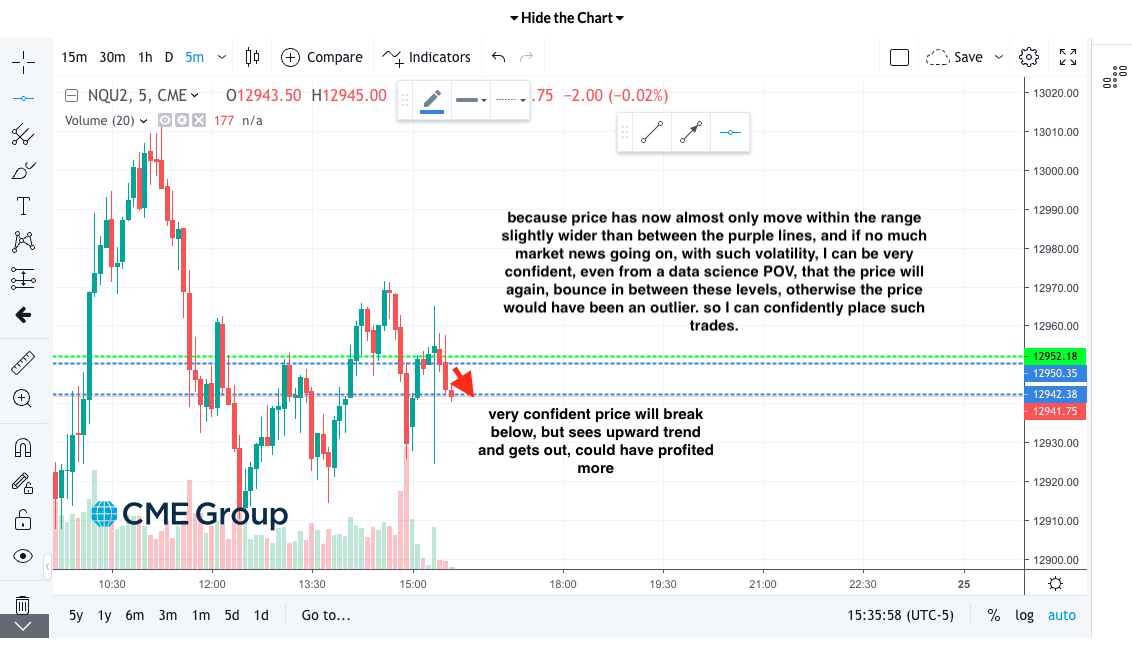 Hide the Chart
15m 30m 1h D 5m Compare Indicators Save
NQU2, 5, CME O12943.50 H12945.00 .75 −2.00 (−0.02%)
Volume (20) 177 n/a
13020.00
13010.00
13000.00
12990.00
12980.00
12970.00
12960.00
12952.18
12950.35
12942.38
12941.75
12930.00
12920.00
12910.00
12900.00
because price has now almost only move within the range
slightly wider than between the purple lines, and if no much
market news going on, with such volatility, I can be very
confident, even from a data science POV, that the price will
again, bounce in between these levels, otherwise the price
would have been an outlier. so I can confidently place such
trades.
very confident price will break
below, but sees upward trend
and gets out, could have profited
more
CME Group
10:30 12:00 13:30 15:00 18:00 19:30 21:00 22:30 25
5y 1y 6m 3m 1m 5d 1d Go to... 15:35:58 (UTC-5) % log auto